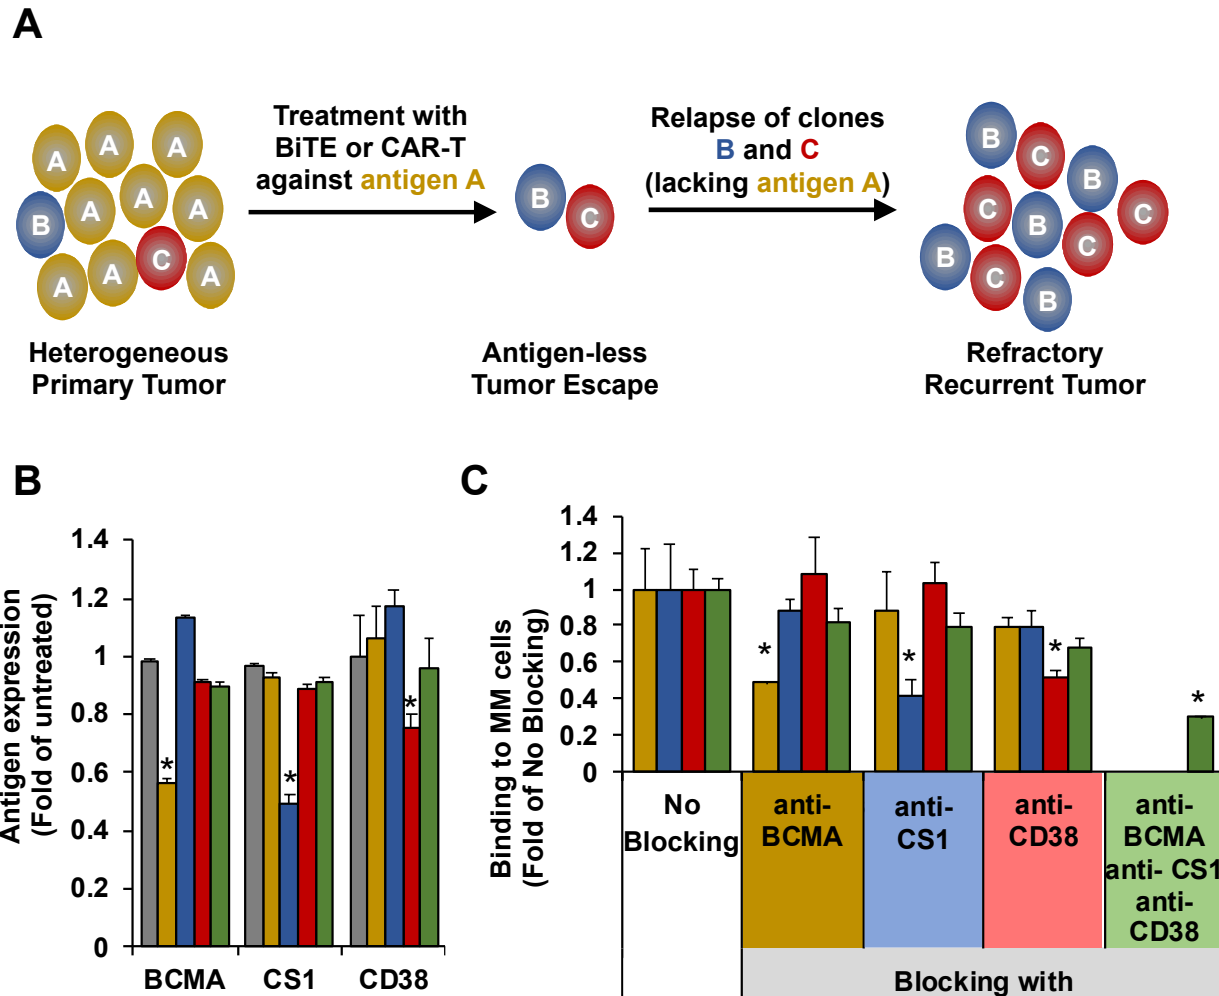 A
Treatment with
BiTE or CAR-T
against antigen A
Relapse of clones
B and C
(lacking antigen A)
A
A
A
B
A
A
A
A
A
C
A
B
C
B
C
B
C
B
C
C
B
C
B
Heterogeneous
Primary Tumor
Antigen-less
Tumor Escape
Refractory
Recurrent Tumor
B
Antigen expression
(Fold of untreated)
1.4
1.2
1
0.8
0.6
0.4
0.2
0
*
*
*
BCMA
CS1
CD38
C
Binding to MM cells
(Fold of No Blocking)
1.4
1.2
1
0.8
0.6
0.4
0.2
0
*
*
*
*
No
Blocking
anti-
BCMA
anti-
CS1
anti-
CD38
anti-
BCMA
anti- CS1
anti-
CD38
Blocking with